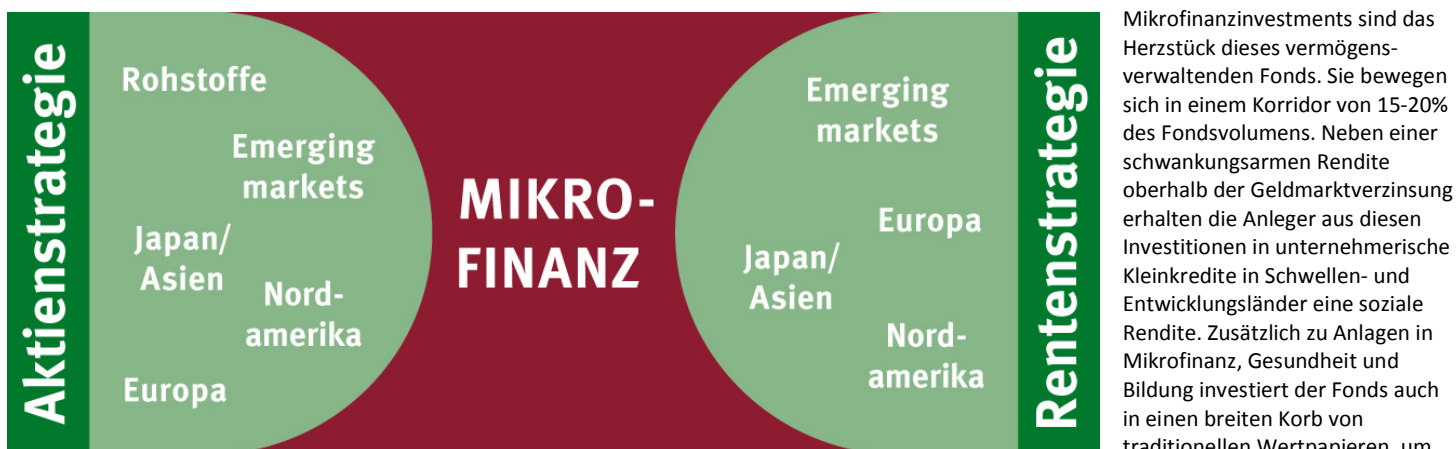 Aktienstrategie
Rohstoffe
Emerging
markets
Japan/
Asien
Nord-
amerika
Europa
MIKRO-
FINANZ
Emerging
markets
Europa
Japan/
Asien
Nord-
amerika
Rentenstrategie
Mikrofinanzinvestments sind das
Herzstück dieses vermögens-
verwaltenden Fonds. Sie bewegen
sich in einem Korridor von 15-20%
des Fondsvolumens. Neben einer
schwankungsarmen Rendite
oberhalb der Geldmarktverzinsung
erhalten die Anleger aus diesen
Investitionen in unternehmerische
Kleinkredite in Schwellen- und
Entwicklungsländer eine soziale
Rendite. Zusätzlich zu Anlagen in
Mikrofinanz, Gesundheit und
Bildung investiert der Fonds auch
in einen breiten Korb von
traditionellen Wertpapieren, um